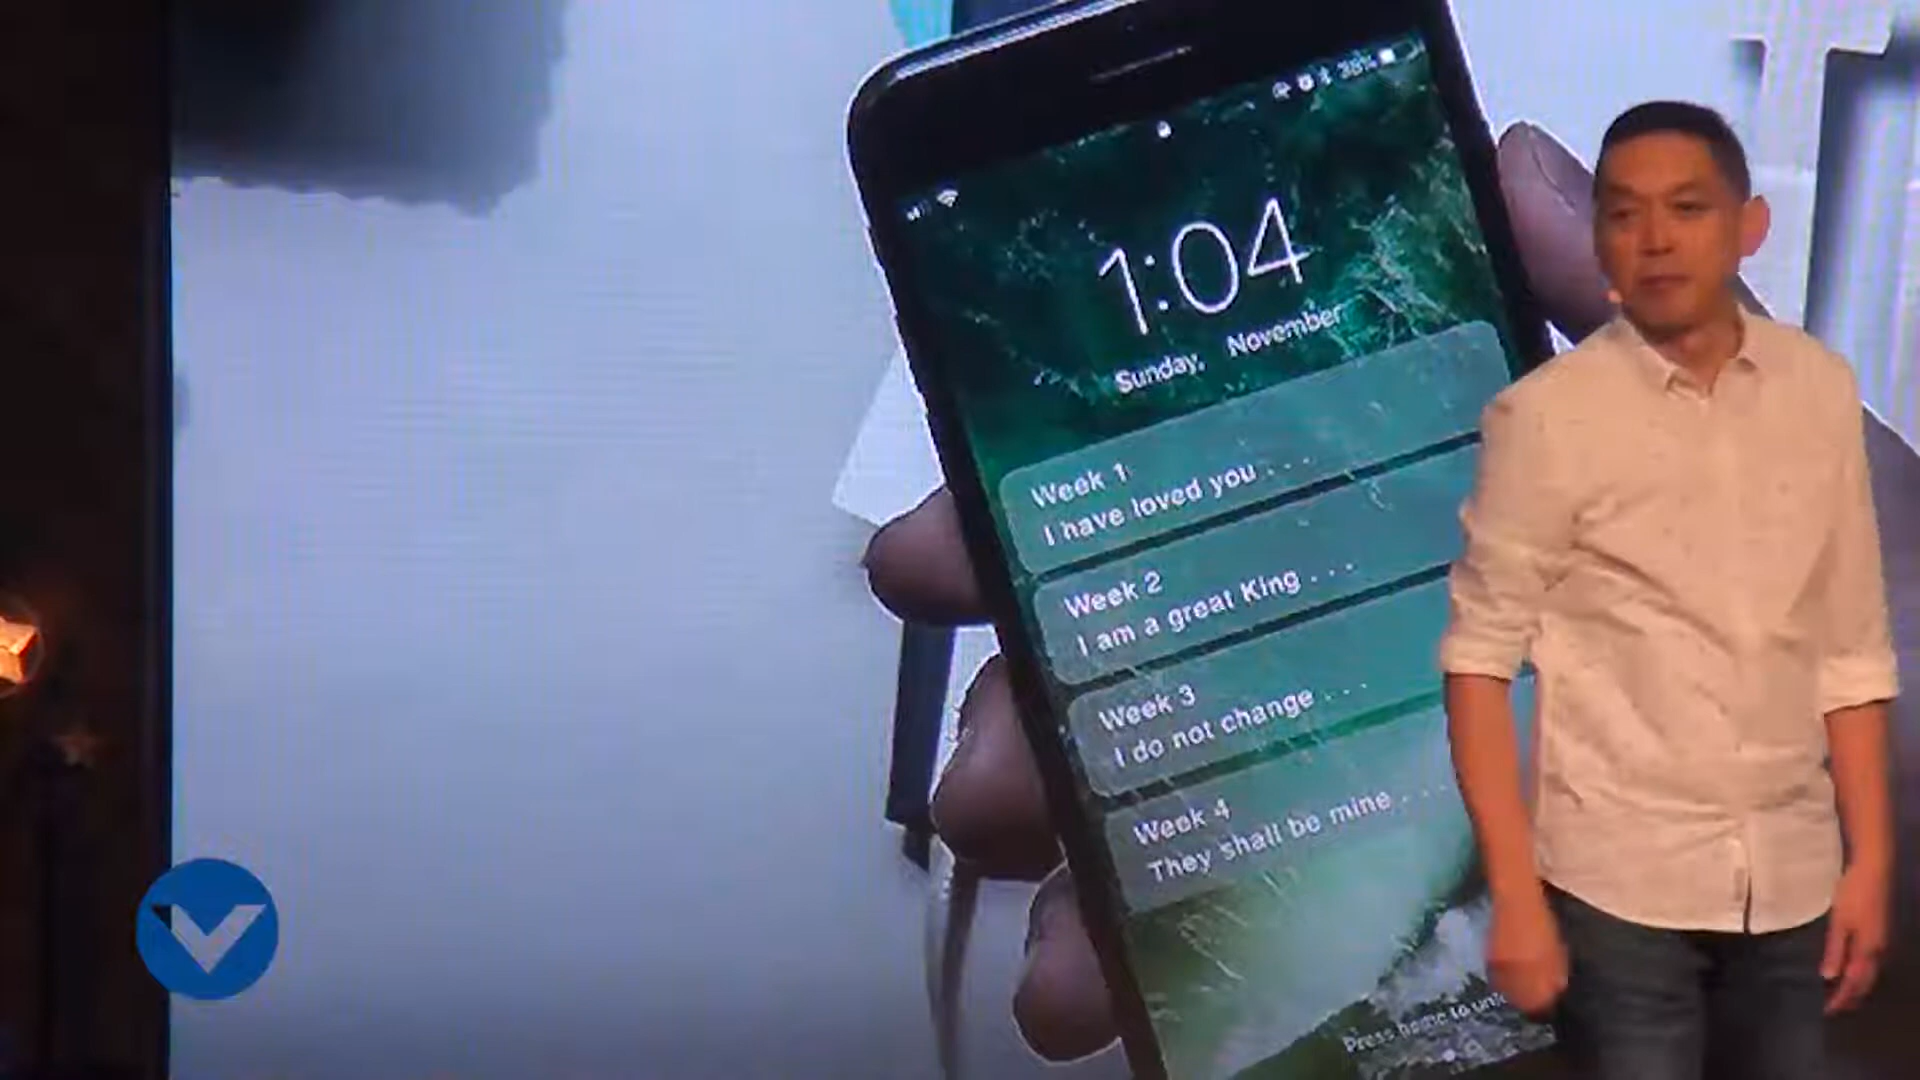 38%
1:04
Sunday, November
Week 1
I have loved you . . .
Week 2
I am a great King . . .
Week 3
I do not change . . . .
Week 4
They shall be mine . . . .
Press home to